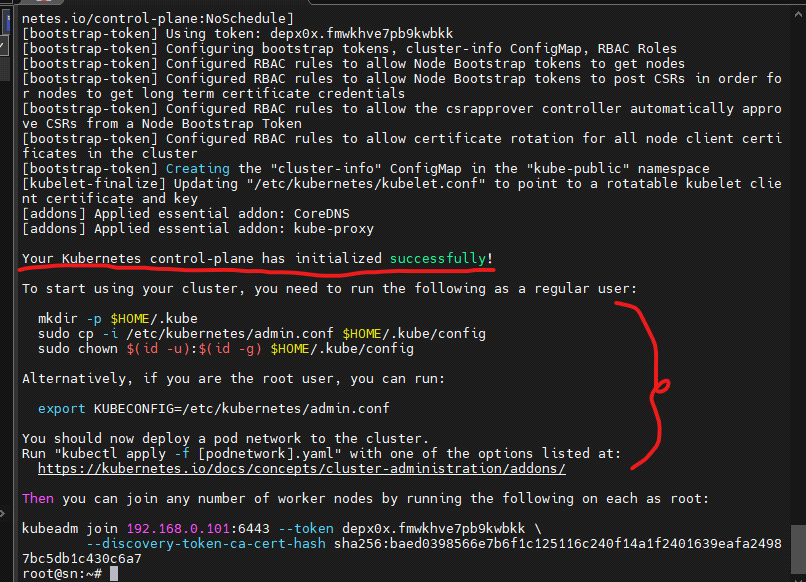 netes.io/control-plane:NoSchedule]
[bootstrap-token] Using token: depx0x.fmwkhve7pb9kwbkk
[bootstrap-token] Configuring bootstrap tokens, cluster-info ConfigMap, RBAC Roles
[bootstrap-token] Configured RBAC rules to allow Node Bootstrap tokens to get nodes
[bootstrap-token] Configured RBAC rules to allow Node Bootstrap tokens to post CSRs in order fo
r nodes to get long term certificate credentials
[bootstrap-token] Configured RBAC rules to allow the csrapprover controller automatically appro
ve CSRs from a Node Bootstrap Token
[bootstrap-token] Configured RBAC rules to allow certificate rotation for all node client certi
ficates in the cluster
[bootstrap-token] Creating the "cluster-info" ConfigMap in the "kube-public" namespace
[kubelet-finalize] Updating "/etc/kubernetes/kubelet.conf" to point to a rotatable kubelet clie
nt certificate and key
[addons] Applied essential addon: CoreDNS
[addons] Applied essential addon: kube-proxy
Your Kubernetes control-plane has initialized successfully!
To start using your cluster, you need to run the following as a regular user:
mkdir -p $HOME/.kube
sudo cp -i /etc/kubernetes/admin.conf $HOME/.kube/config
sudo chown $(id -u):$(id -g) $HOME/.kube/config
Alternatively, if you are the root user, you can run:
export KUBECONFIG=/etc/kubernetes/admin.conf
You should now deploy a pod network to the cluster.
Run "kubectl apply -f [podnetwork].yaml" with one of the options listed at:
https://kubernetes.io/docs/concepts/cluster-administration/addons/
Then you can join any number of worker nodes by running the following on each as root:
kubeadm join 192.168.0.101:6443 --token depx0x.fmwkhve7pb9kwbkk \
--discovery-token-ca-cert-hash sha256:baed0398566e7b6f1c125116c240f14a1f2401639eafa2498
7bc5db1c430c6a7
root@sn:~#